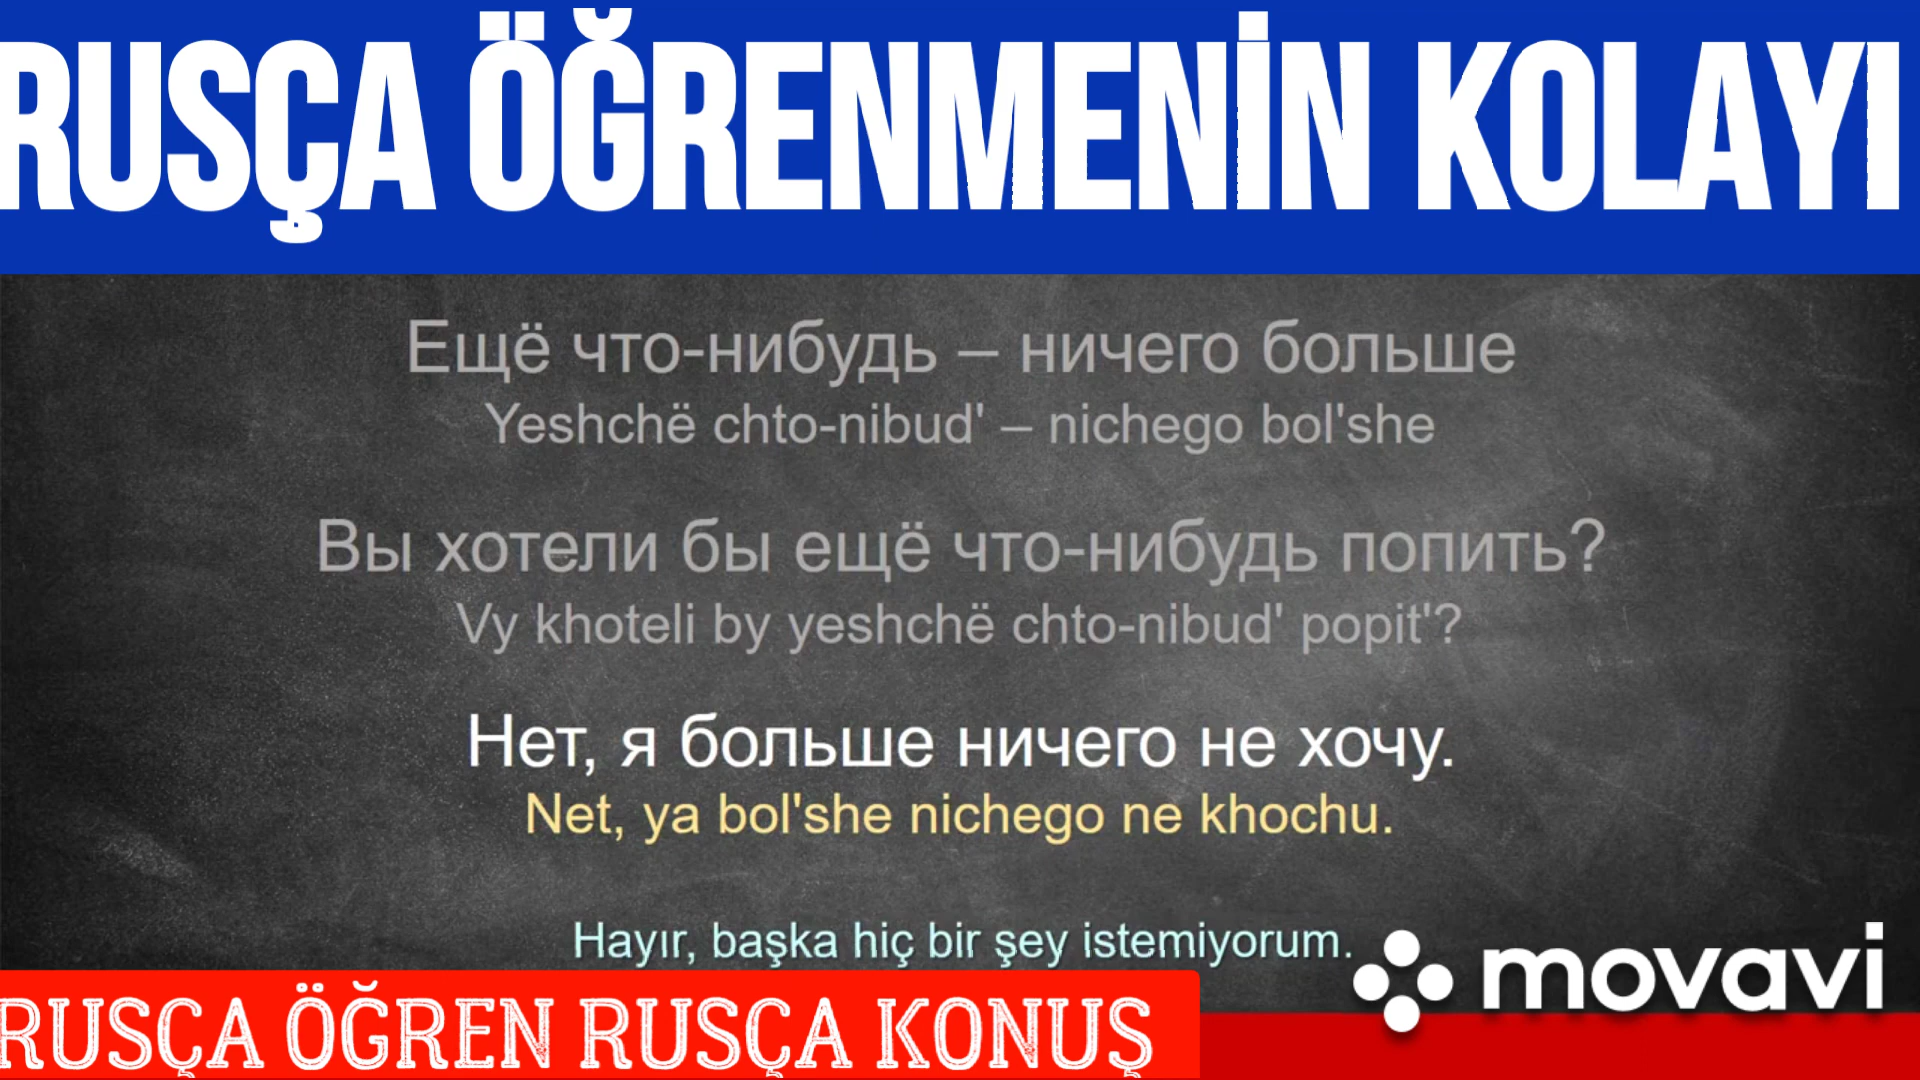 RUSÇA ÖĞRENMENİN KOLAYI
Ещё что-нибудь – ничего больше
Yeshchë chto-nibud' – nichego bol'she
Вы хотели бы ещё что-нибудь попить?
Vy khoteli by yeshchë chto-nibud' popit'?
Нет, я больше ничего не хочу.
Net, ya bol'she nichego ne khochu.
Hayır, başka hiç bir şey istemiyorum.
movavi
RUSÇA ÖĞREN RUSÇA KONUŞ